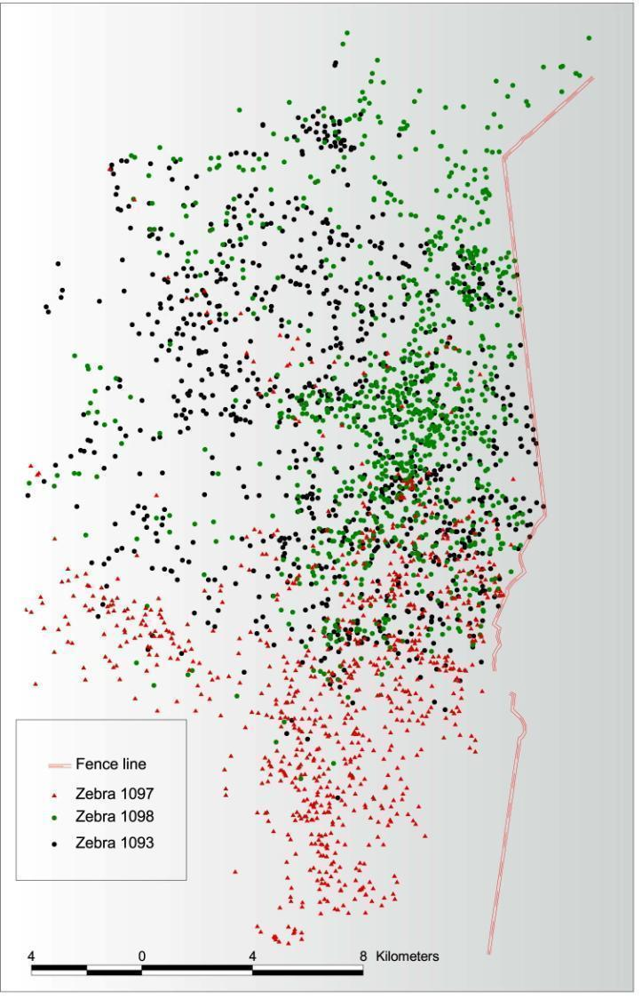 Fence line
Zebra 1097
Zebra 1098
Zebra 1093
4 0 4 8 Kilometers